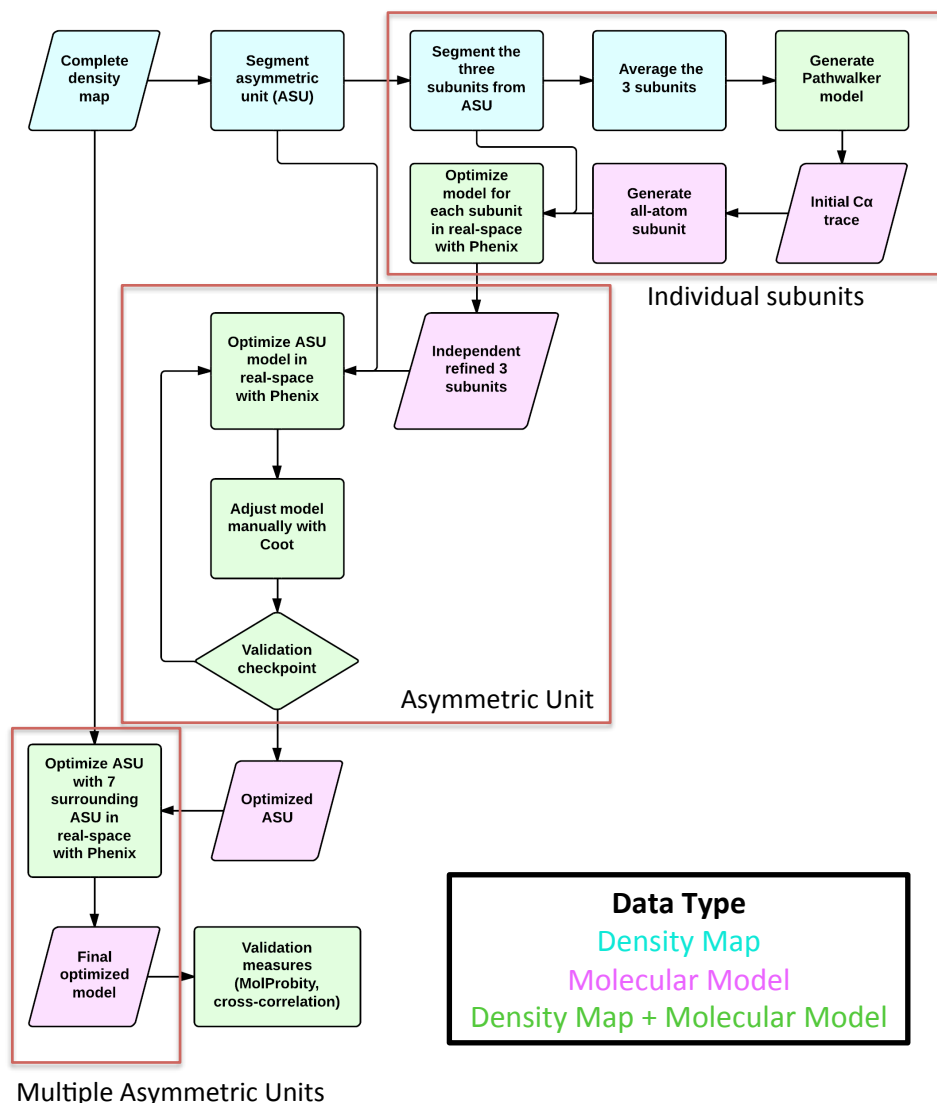 Complete
density
map
Segment
asymmetric
unit (ASU)
Segment the
three
subunits from
ASU
Average the
3 subunits
Generate
Pathwalker
model
Optimize
model for
each subunit
in real-space
with Phenix
Generate
all-atom
subunit
Initial Cα
trace
Individual subunits
Optimize ASU
model in
real-space
with Phenix
Independent
refined 3
subunits
Adjust model
manually with
Coot
Validation
checkpoint
Asymmetric Unit
Optimize ASU
with 7
surrounding
ASU in
real-space
with Phenix
Optimized
ASU
Final
optimized
model
Validation
measures
(MolProbity,
cross-correlation)
Data Type
Density Map
Molecular Model
Density Map + Molecular Model
Multiple Asymmetric Units